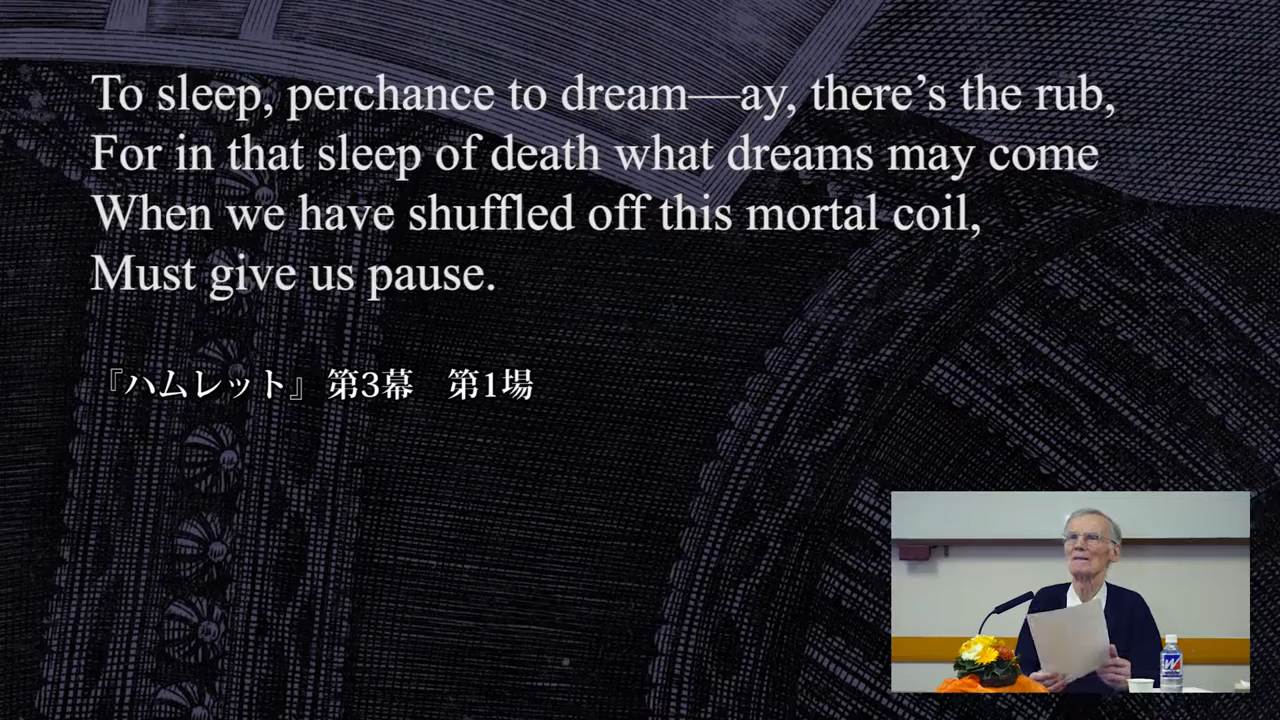 To sleep, perchance to dream—ay, there’s the rub,
For in that sleep of death what dreams may come
When we have shuffled off this mortal coil,
Must give us pause.
『ハムレット』 第3幕　第1場
W